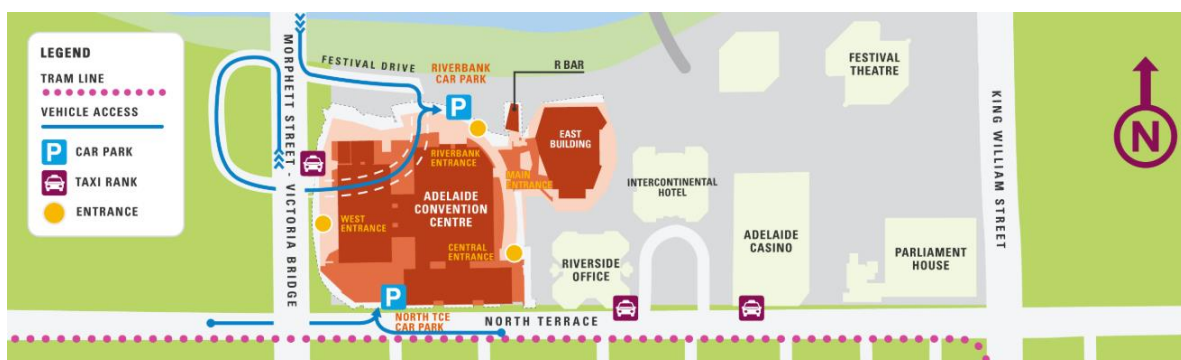 LEGEND
TRAM LINE
VEHICLE ACCESS
P
CAR PARK
TAXI RANK
ENTRANCE
MORPHETT STREET - VICTORIA BRIDGE
FESTIVAL DRIVE
RIVERBANK
CAR PARK
P
R BAR
RIVERBANK
ENTRANCE
EAST
BUILDING
MAIN
ENTRANCE
ADELAIDE
CONVENTION
CENTRE
WEST
ENTRANCE
CENTRAL
ENTRANCE
P
NORTH TCE
CAR PARK
NORTH TERRACE
RIVERSIDE
OFFICE
INTERCONTINENTAL
HOTEL
ADELAIDE
CASINO
FESTIVAL
THEATRE
PARLIAMENT
HOUSE
KING WILLIAM STREET
N